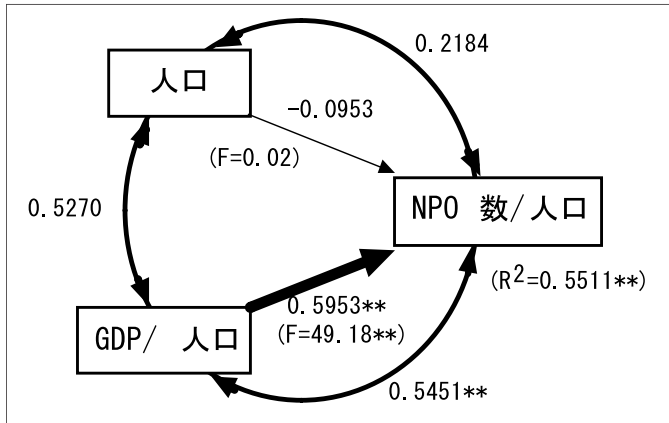 0.2184
人口
-0.0953
(F=0.02)
NPO 数/人口
0.5270
(R²=0.5511**)
0.5953**
(F=49.18**)
GDP/ 人口
0.5451**